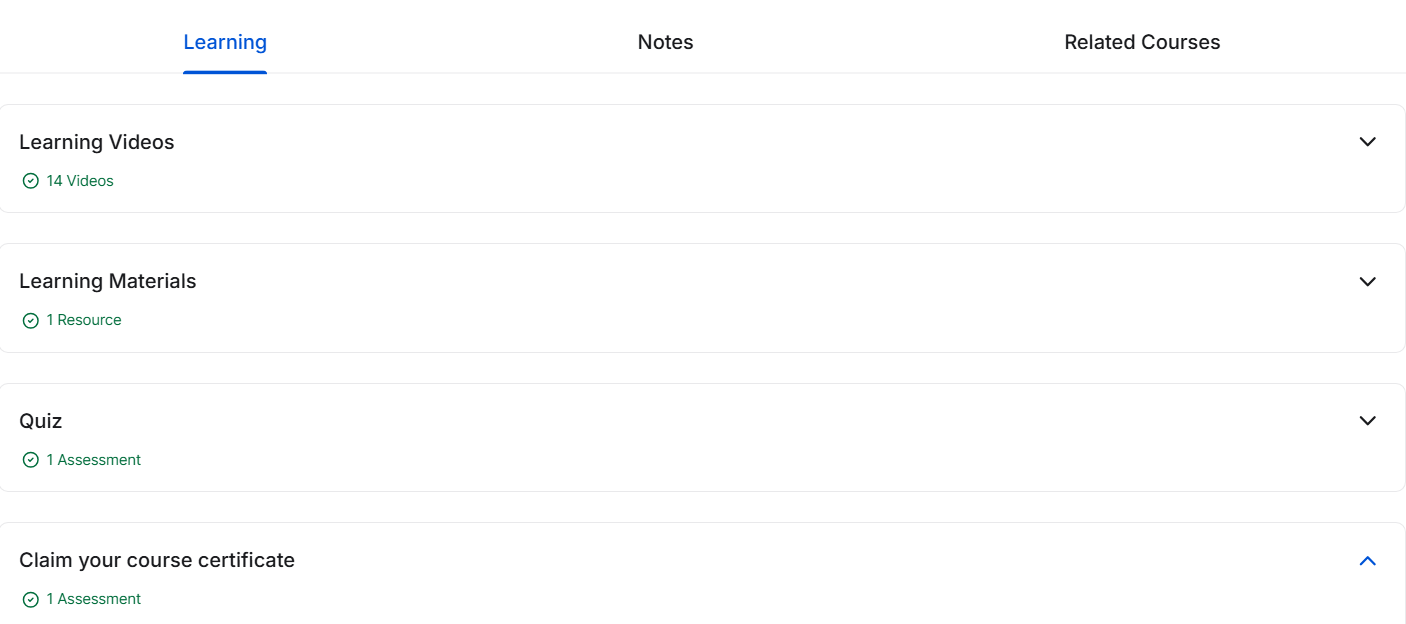 Learning
Notes
Related Courses
Learning Videos
14 Videos
Learning Materials
1 Resource
Quiz
1 Assessment
Claim your course certificate
1 Assessment